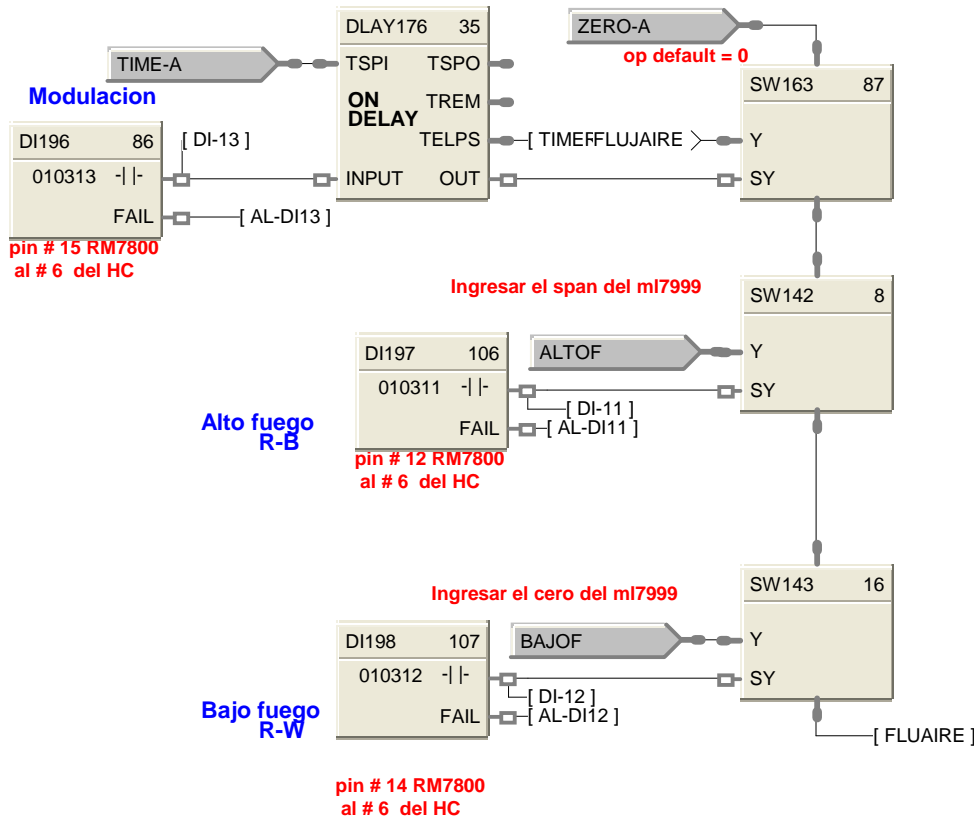 DLAY176 35
ZERO-A
TIME-A
TSPI TSPO
op default = 0
SW163 87
Modulacion
ON
DELAY
TREM
DI196 86
[ DI-13 ]
TELPS
[ TIMEFFLUJAIRE
Y
010313 -| |-
INPUT OUT
SY
FAIL
[ AL-DI13 ]
pin # 15 RM7800
al # 6 del HC
Ingresar el span del ml7999
SW142 8
DI197 106
ALTOF
Y
010311 -| |-
SY
Alto fuego
R-B
[ DI-11 ]
FAIL
[ AL-DI11 ]
pin # 12 RM7800
al # 6 del HC
SW143 16
Ingresar el cero del ml7999
DI198 107
BAJOF
Y
010312 -| |-
SY
Bajo fuego
R-W
[ DI-12 ]
FAIL
[ AL-DI12 ]
[ FLUAIRE ]
pin # 14 RM7800
al # 6 del HC